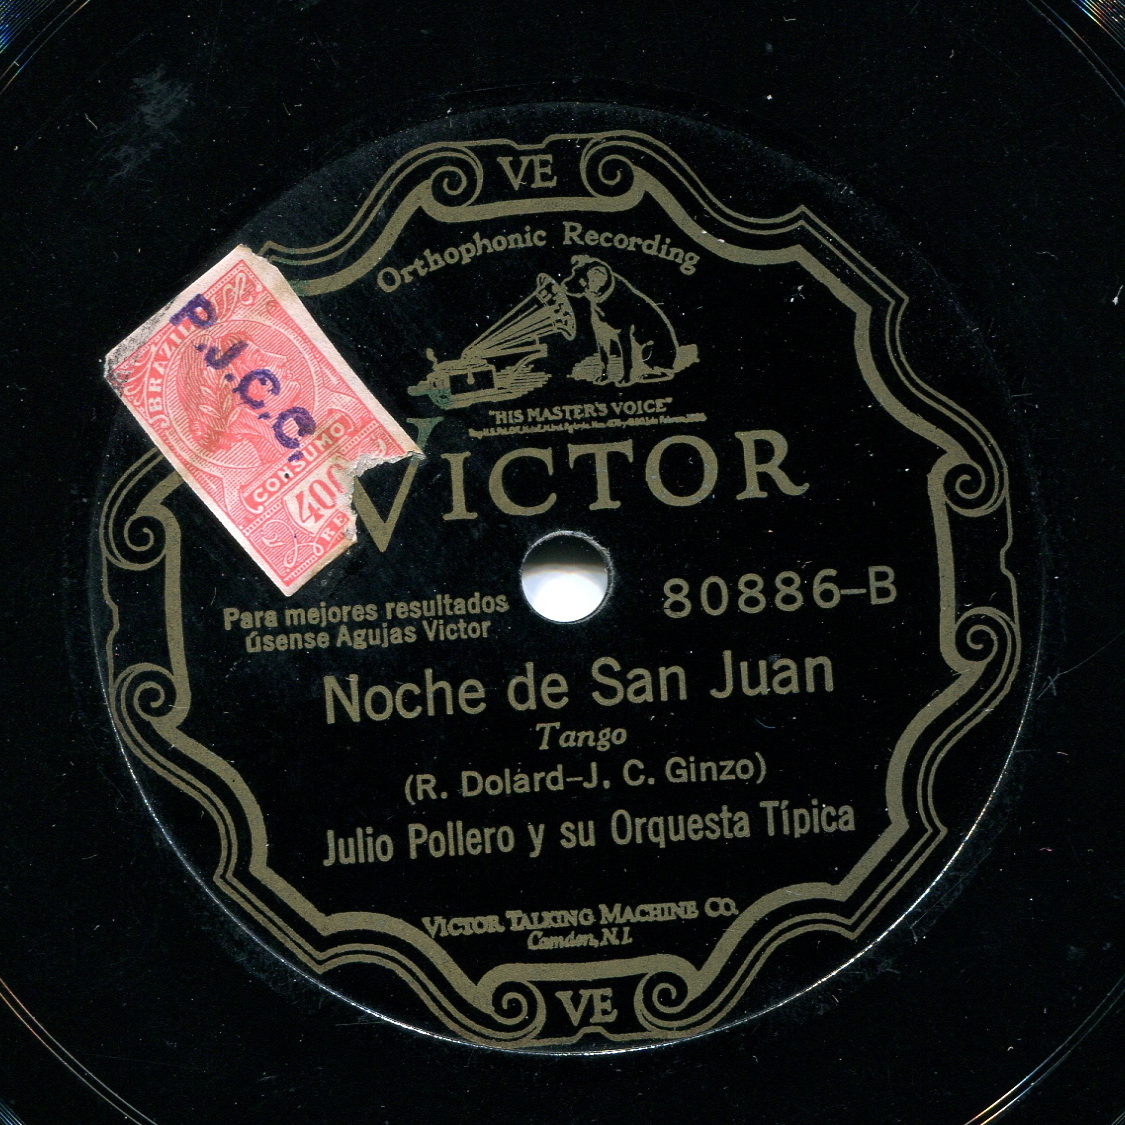 VE
Orthophonic Recording
"HIS MASTER'S VOICE"
VICTOR
BRAZIL
P.J.C.C.
CONSUMO
400
80886-B
Para mejores resultados
úsense Agujas Victor
Noche de San Juan
Tango
(R. Dolard-J. C. Ginzo)
Julio Pollero y su Orquesta Típica
VICTOR TALKING MACHINE CO.
Camden, N.J.
VE